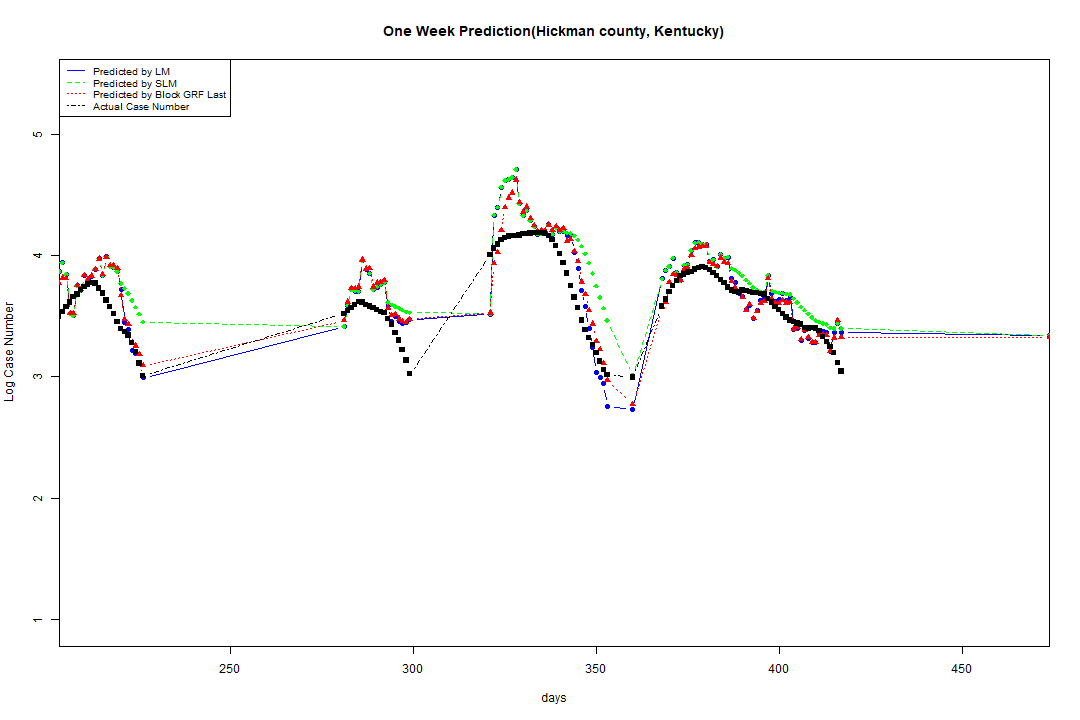 One Week Prediction(Hickman county, Kentucky)
Predicted by LM
Predicted by SLM
Predicted by Block GRF Last
Actual Case Number
5
4
3
2
1
Log Case Number
250 300 350 400 450
days